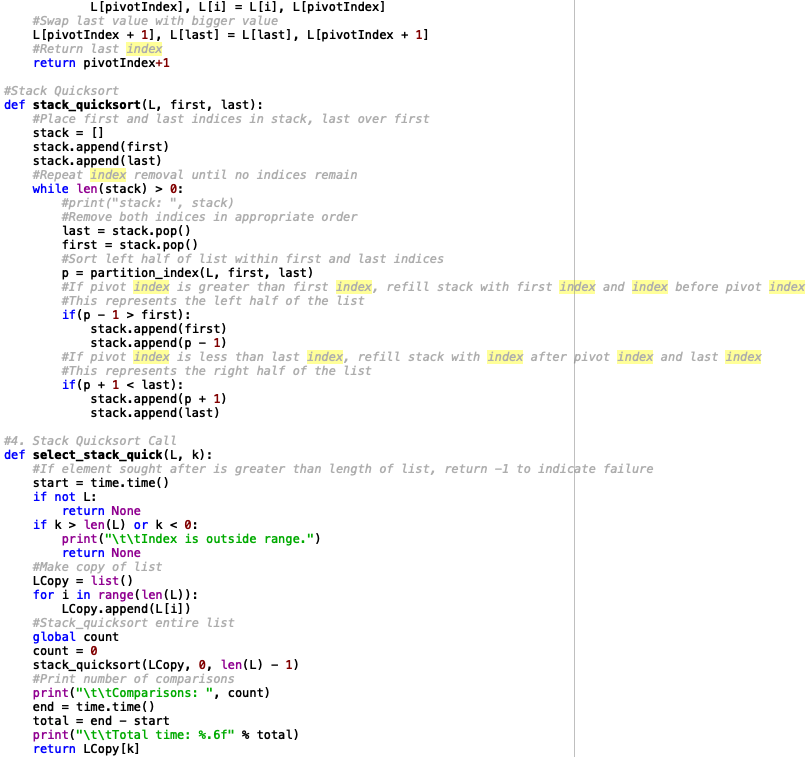 L[pivotIndex], L[i] = L[i], L[pivotIndex]
    #Swap last value with bigger value
    L[pivotIndex + 1], L[last] = L[last], L[pivotIndex + 1]
    #Return last index
    return pivotIndex+1

#Stack Quicksort
def stack_quicksort(L, first, last):
    #Place first and last indices in stack, last over first
    stack = []
    stack.append(first)
    stack.append(last)
    #Repeat index removal until no indices remain
    while len(stack) > 0:
        #print("stack: ", stack)
        #Remove both indices in appropriate order
        last = stack.pop()
        first = stack.pop()
        #Sort left half of list within first and last indices
        p = partition_index(L, first, last)
        #If pivot index is greater than first index, refill stack with first index and index before pivot index
        #This represents the left half of the list
        if(p - 1 > first):
            stack.append(first)
            stack.append(p - 1)
        #If pivot index is less than last index, refill stack with index after pivot index and last index
        #This represents the right half of the list
        if(p + 1 < last):
            stack.append(p + 1)
            stack.append(last)

#4. Stack Quicksort Call
def select_stack_quick(L, k):
    #If element sought after is greater than length of list, return -1 to indicate failure
    start = time.time()
    if not L:
        return None
    if k > len(L) or k < 0:
        print("\t\tIndex is outside range.")
        return None
    #Make copy of list
    LCopy = list()
    for i in range(len(L)):
        LCopy.append(L[i])
    #Stack_quicksort entire list
    global count
    count = 0
    stack_quicksort(LCopy, 0, len(L) - 1)
    #Print number of comparisons
    print("\t\tComparisons: ", count)
    end = time.time()
    total = end - start
    print("\t\tTotal time: %.6f" % total)
    return LCopy[k]